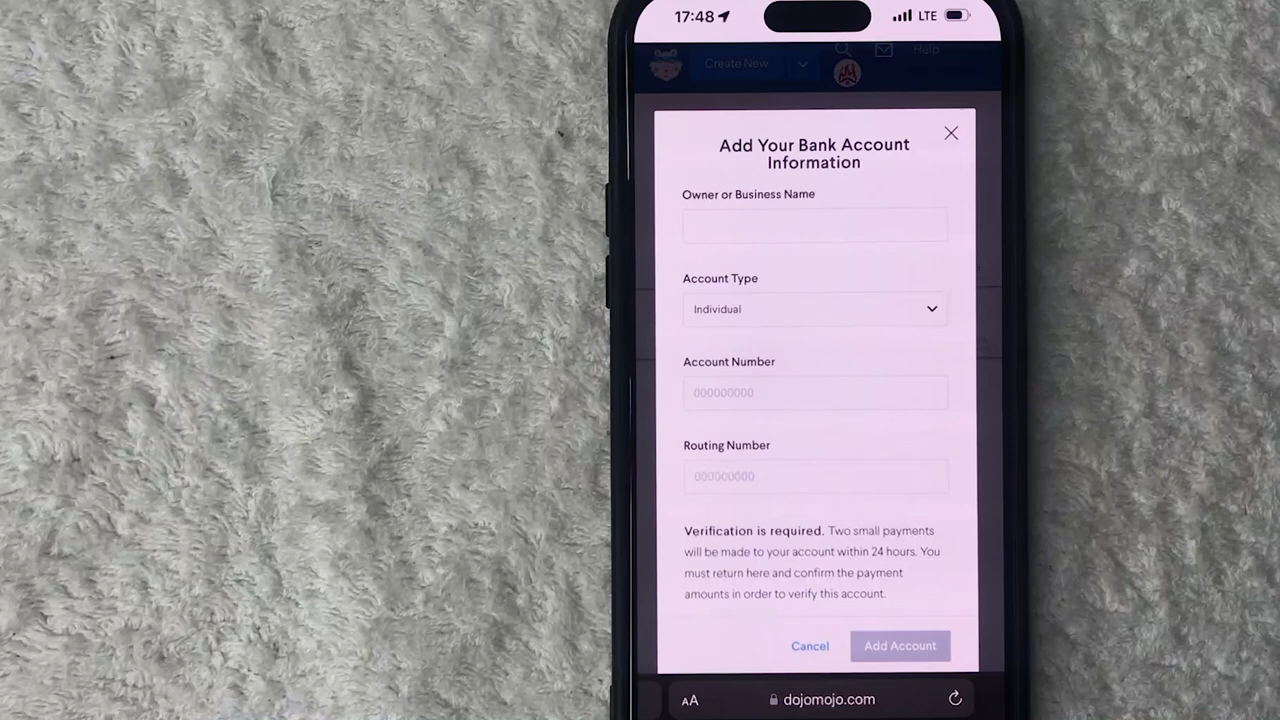 17:48 LTE
Create New Help
Add Your Bank Account
Information
Owner or Business Name
Account Type
Individual
Account Number
000000000
Routing Number
000000000
Verification is required. Two small payments
will be made to your account within 24 hours. You
must return here and confirm the payment
amounts in order to verify this account.
Cancel Add Account
AA dojomojo.com